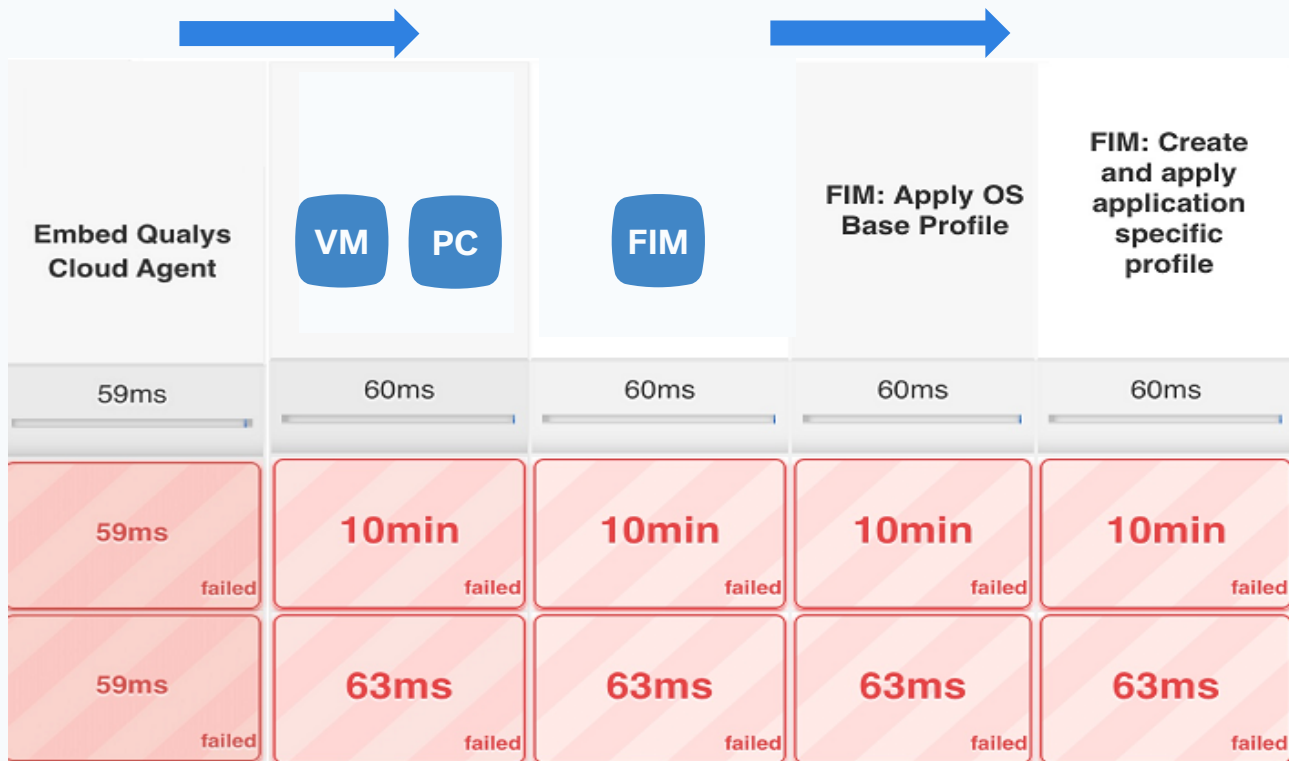 Embed Qualys
Cloud Agent
VM
PC
FIM
FIM: Apply OS
Base Profile
FIM: Create
and apply
application
specific
profile
59ms
60ms
60ms
60ms
60ms
59ms
failed
10min
failed
10min
failed
10min
failed
10min
failed
59ms
failed
63ms
failed
63ms
failed
63ms
failed
63ms
failed